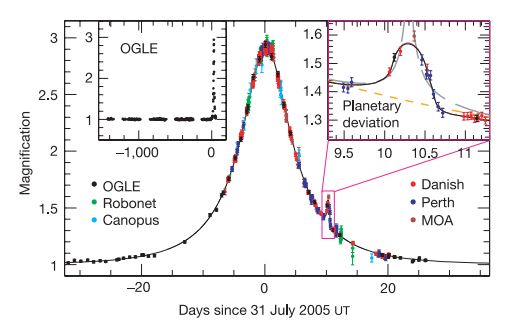 3
2.5
2
1.5
1
Magnification
3
2
1
OGLE
−1,000
0
1.6
1.5
1.4
1.3
Planetary
deviation
9.5
10
10.5
11
OGLE
Robonet
Canopus
Danish
Perth
MOA
−20
0
20
Days since 31 July 2005 UT